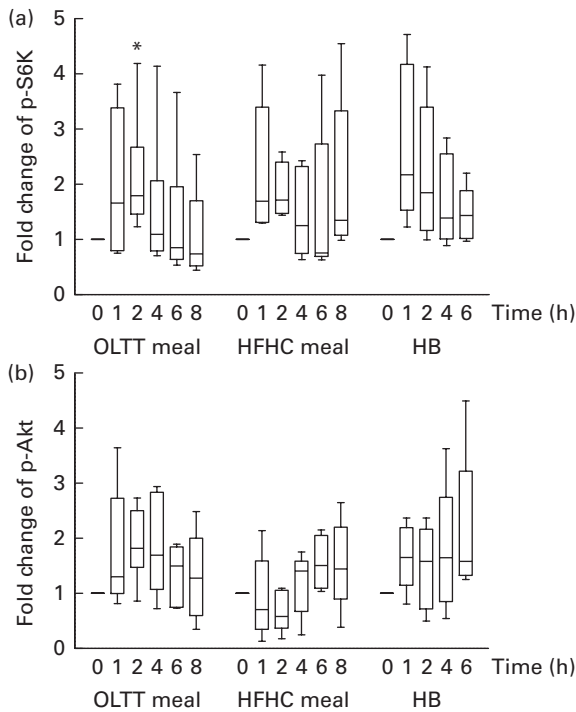 (a)
Fold change of p-S6K
5
4
3
2
1
0
*
0 1 2 4 6 8 0 1 2 4 6 8 0 1 2 4 6 Time (h)
OLTT meal HFHC meal HB
(b)
Fold change of p-Akt
5
4
3
2
1
0
0 1 2 4 6 8 0 1 2 4 6 8 0 1 2 4 6 Time (h)
OLTT meal HFHC meal HB